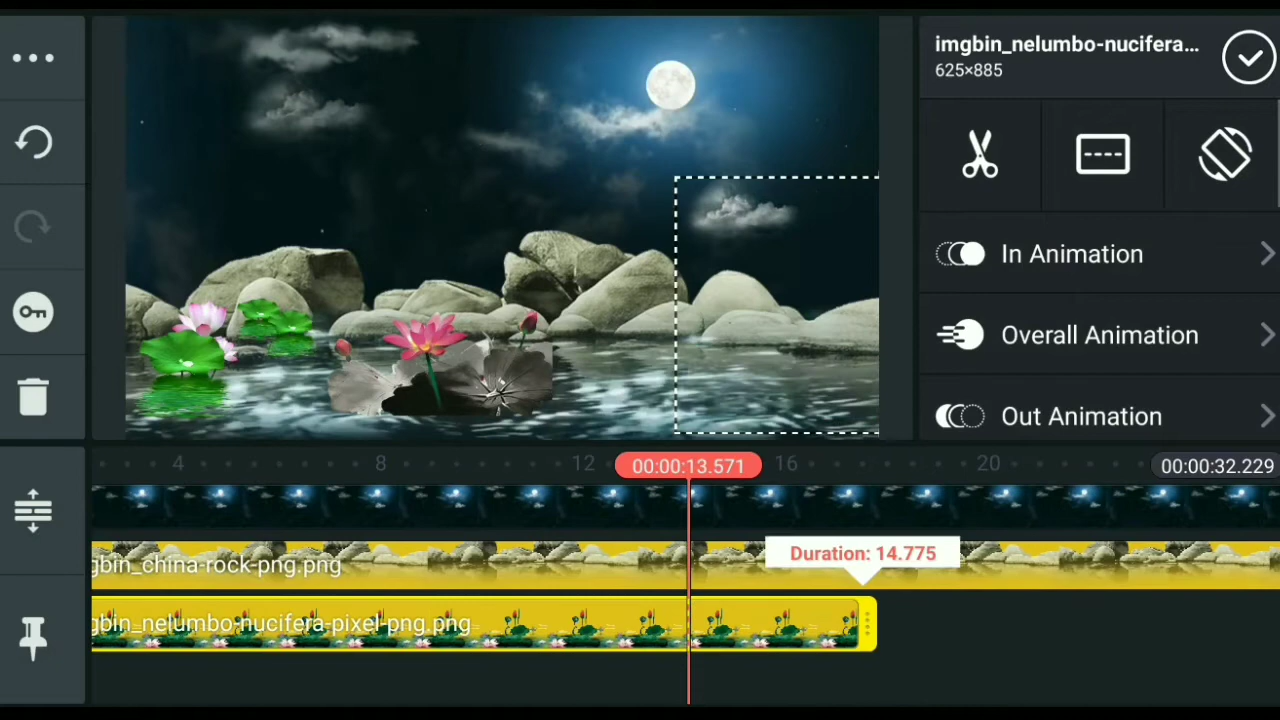 imgbin_nelumbo-nucifera...
625×885
In Animation
Overall Animation
Out Animation
4
8
12
00:00:13.571
16
20
00:00:32.229
Duration: 14.775
gbin_china-rock-png.png
gbin_nelumbo-nucifera-pixel-png.png